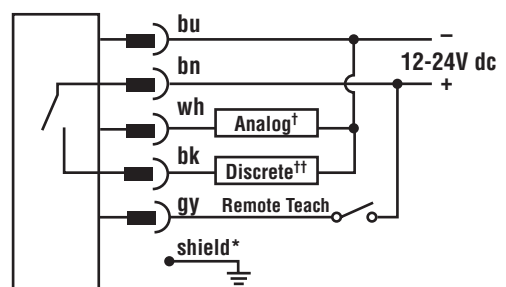 bu
–
12-24V dc
bn
+
wh
Analog†
bk
Discrete††
gy
Remote Teach
shield*